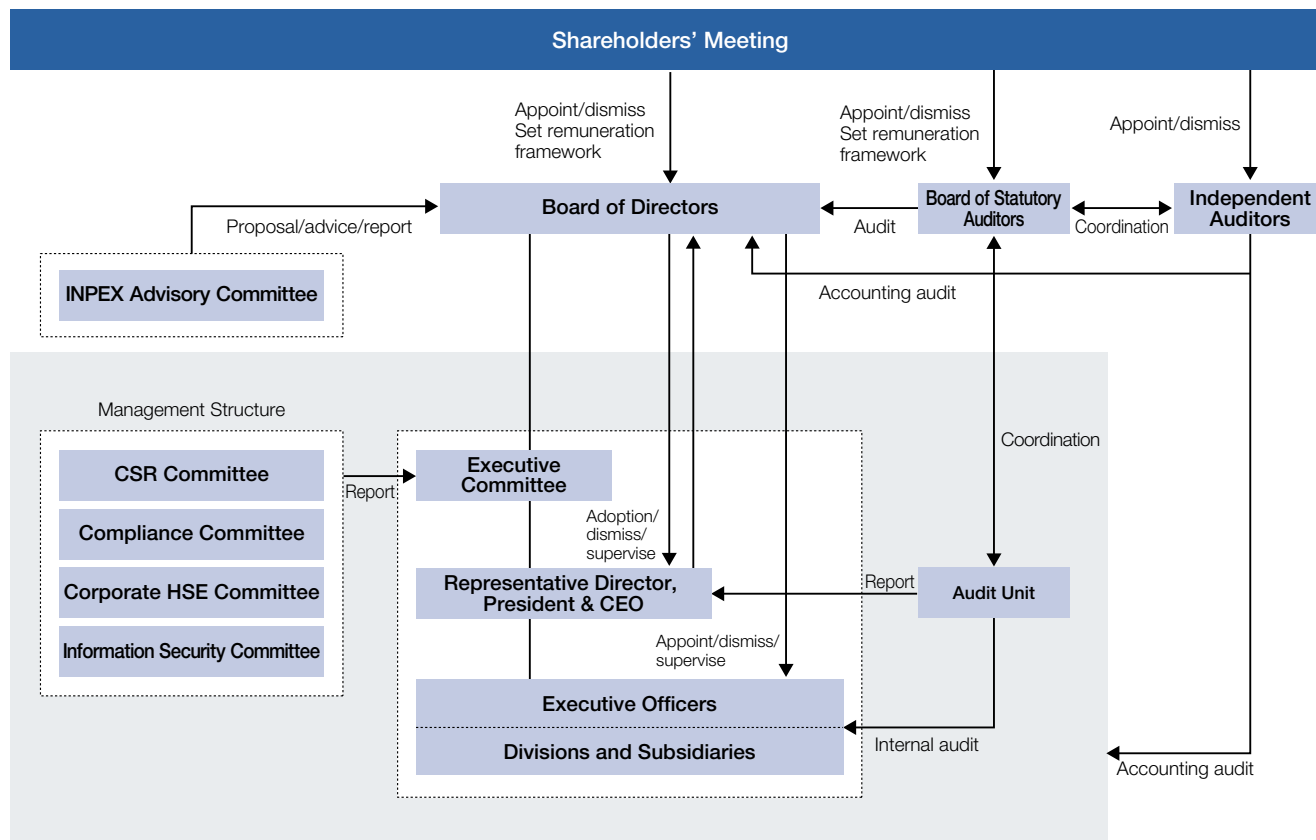 Shareholders’ Meeting
Appoint/dismiss
Set remuneration
framework
Appoint/dismiss
Set remuneration
framework
Appoint/dismiss
Board of Directors
Audit
Board of Statutory
Auditors
Coordination
Independent
Auditors
Proposal/advice/report
INPEX Advisory Committee
Accounting audit
Management Structure
CSR Committee
Compliance Committee
Corporate HSE Committee
Information Security Committee
Report
Executive
Committee
Coordination
Adoption/
dismiss/
supervise
Representative Director,
President & CEO
Report
Audit Unit
Appoint/dismiss/
supervise
Executive Officers
Divisions and Subsidiaries
Internal audit
Accounting audit